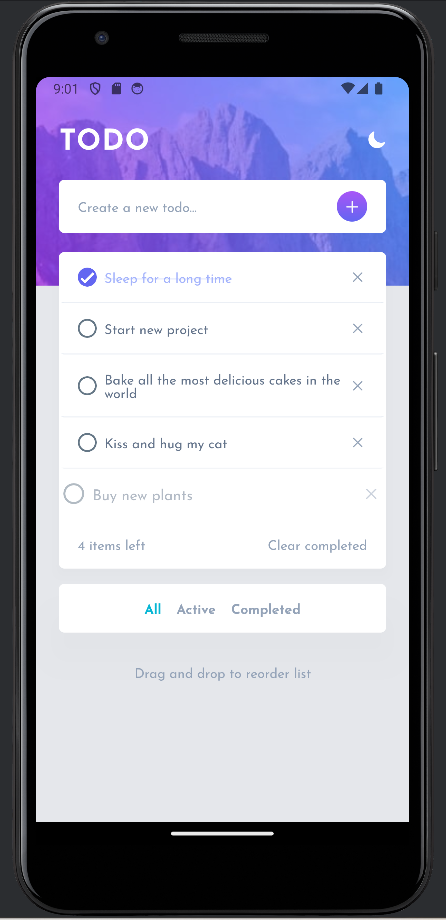 9:01
TODO
Create a new todo...
Sleep for a long time
Start new project
Bake all the most delicious cakes in the
world
Kiss and hug my cat
Buy new plants
4 items left Clear completed
All Active Completed
Drag and drop to reorder list